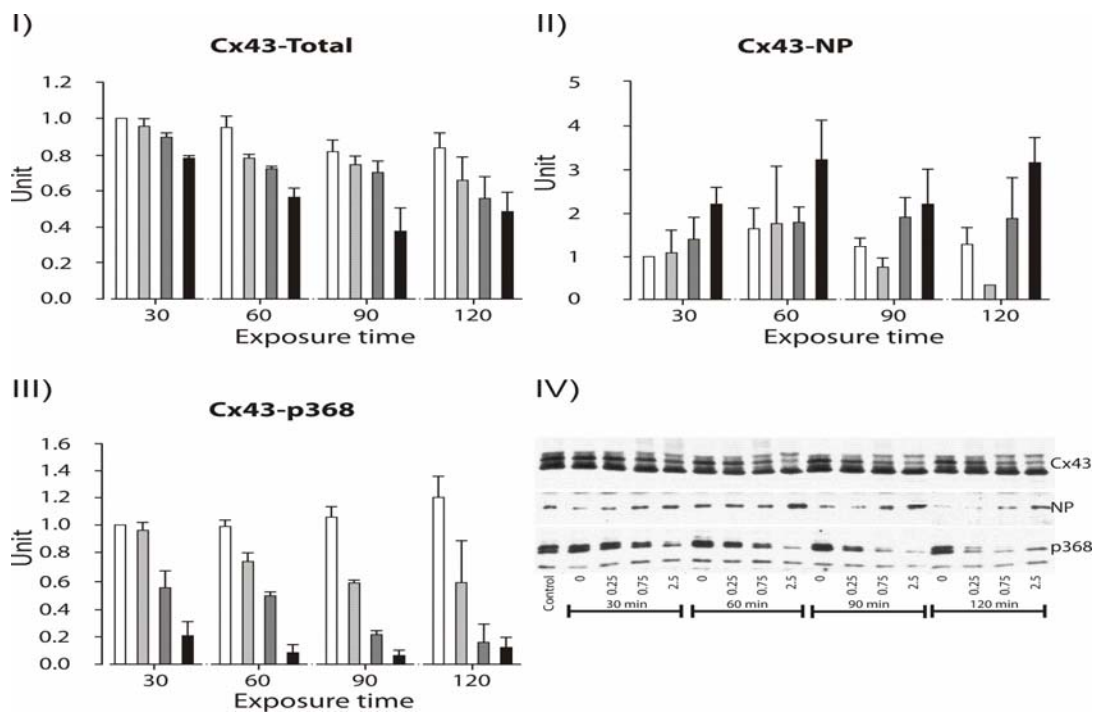 I)
Cx43-Total
1.2
1.0
0.8
0.6
0.4
0.2
0.0
Unit
30 60 90 120
Exposure time
II)
Cx43-NP
5
4
3
2
1
0
Unit
30 60 90 120
Exposure time
III)
Cx43-p368
1.6
1.4
1.2
1.0
0.8
0.6
0.4
0.2
0.0
Unit
30 60 90 120
Exposure time
IV)
Cx43
NP
p368
Control 0 0.25 0.75 2.5 0 0.25 0.75 2.5 0 0.25 0.75 2.5 0 0.25 0.75 2.5
30 min 60 min 90 min 120 min